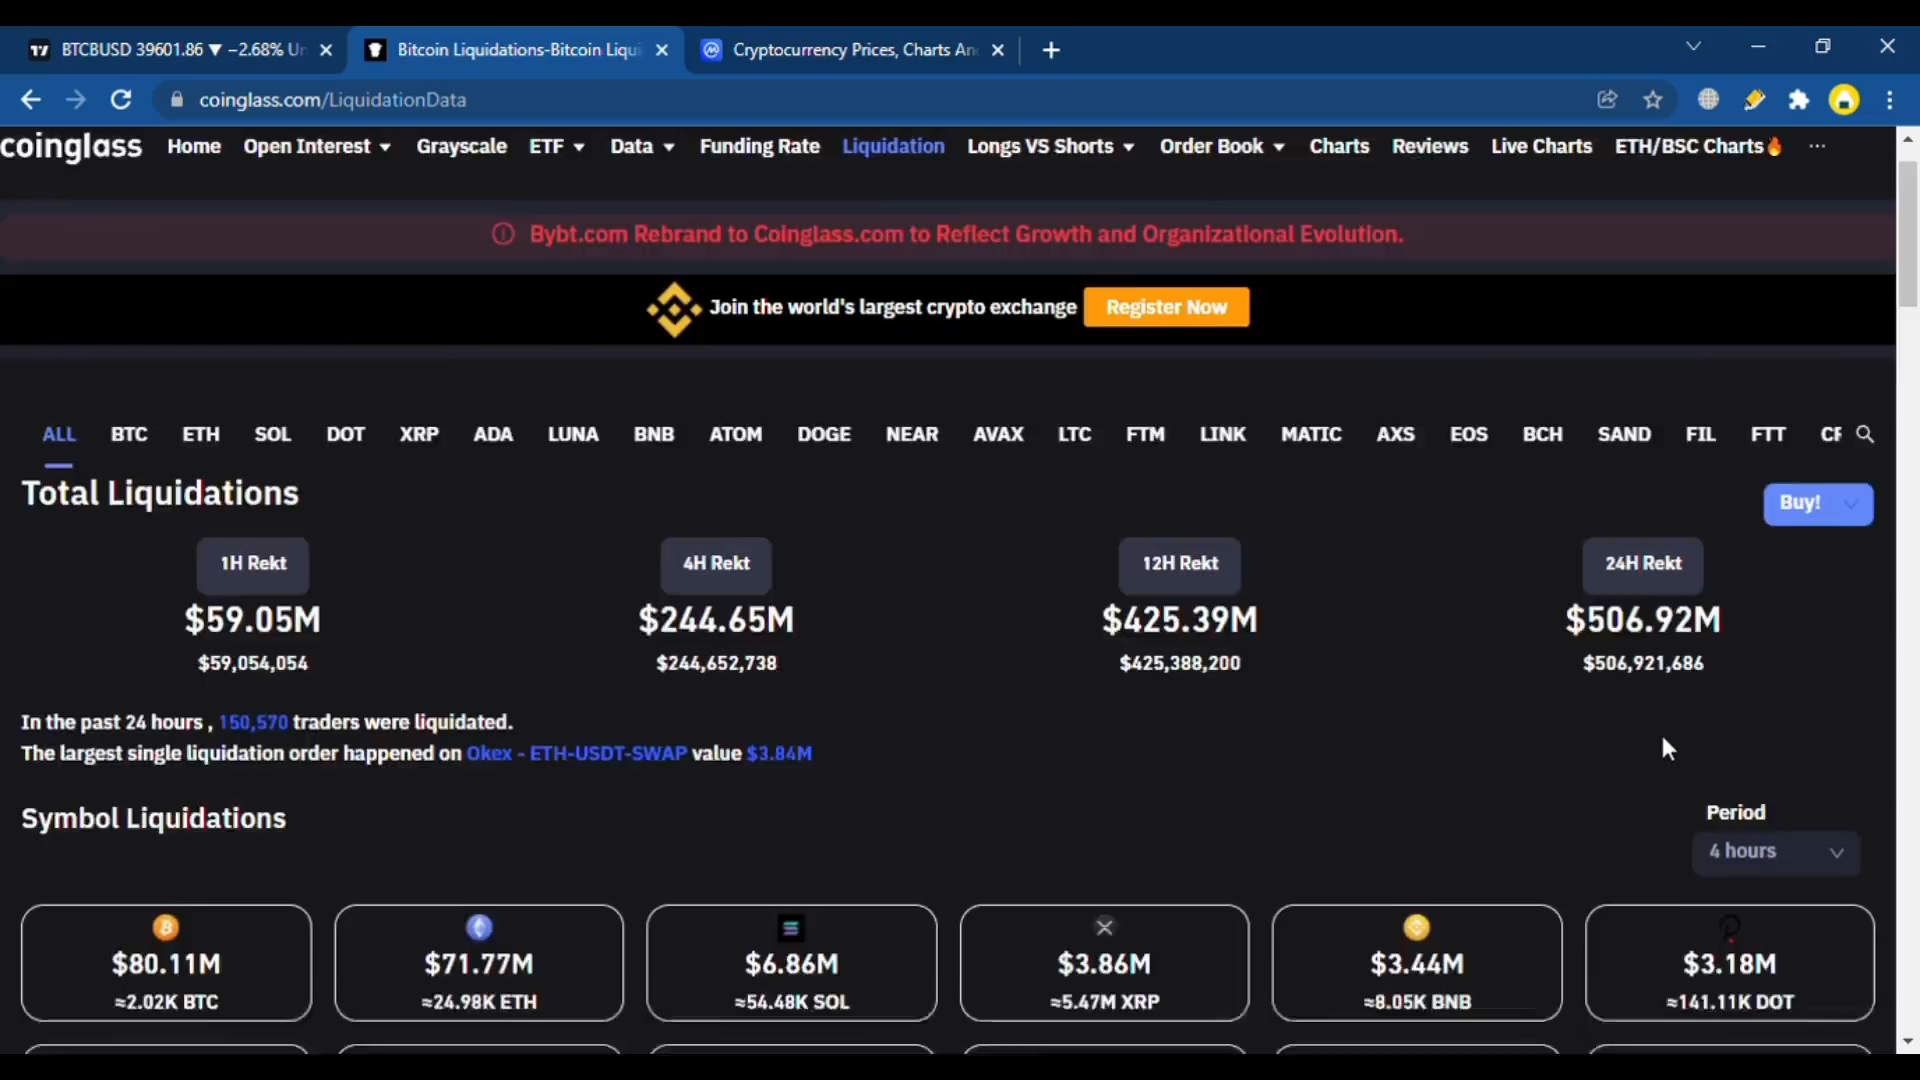 BTCBUSD 39601.86 ▼ −2.68% Un
Bitcoin Liquidations-Bitcoin Liqui
Cryptocurrency Prices, Charts An
coinglass.com/LiquidationData
coinglass Home Open Interest Grayscale ETF Data Funding Rate Liquidation Longs VS Shorts Order Book Charts Reviews Live Charts ETH/BSC Charts🔥 ...
Bybt.com Rebrand to Coinglass.com to Reflect Growth and Organizational Evolution.
Join the world's largest crypto exchange Register Now
ALL BTC ETH SOL DOT XRP ADA LUNA BNB ATOM DOGE NEAR AVAX LTC FTM LINK MATIC AXS EOS BCH SAND FIL FTT
Total Liquidations
Buy!
1H Rekt 4H Rekt 12H Rekt 24H Rekt
$59.05M $244.65M $425.39M $506.92M
$59,054,054 $244,652,738 $425,388,200 $506,921,686
In the past 24 hours , 150,570 traders were liquidated.
The largest single liquidation order happened on Okex - ETH-USDT-SWAP value $3.84M
Symbol Liquidations
Period
4 hours
$80.11M $71.77M $6.86M $3.86M $3.44M $3.18M
≈2.02K BTC ≈24.98K ETH ≈54.48K SOL ≈5.47M XRP ≈8.05K BNB ≈141.11K DOT